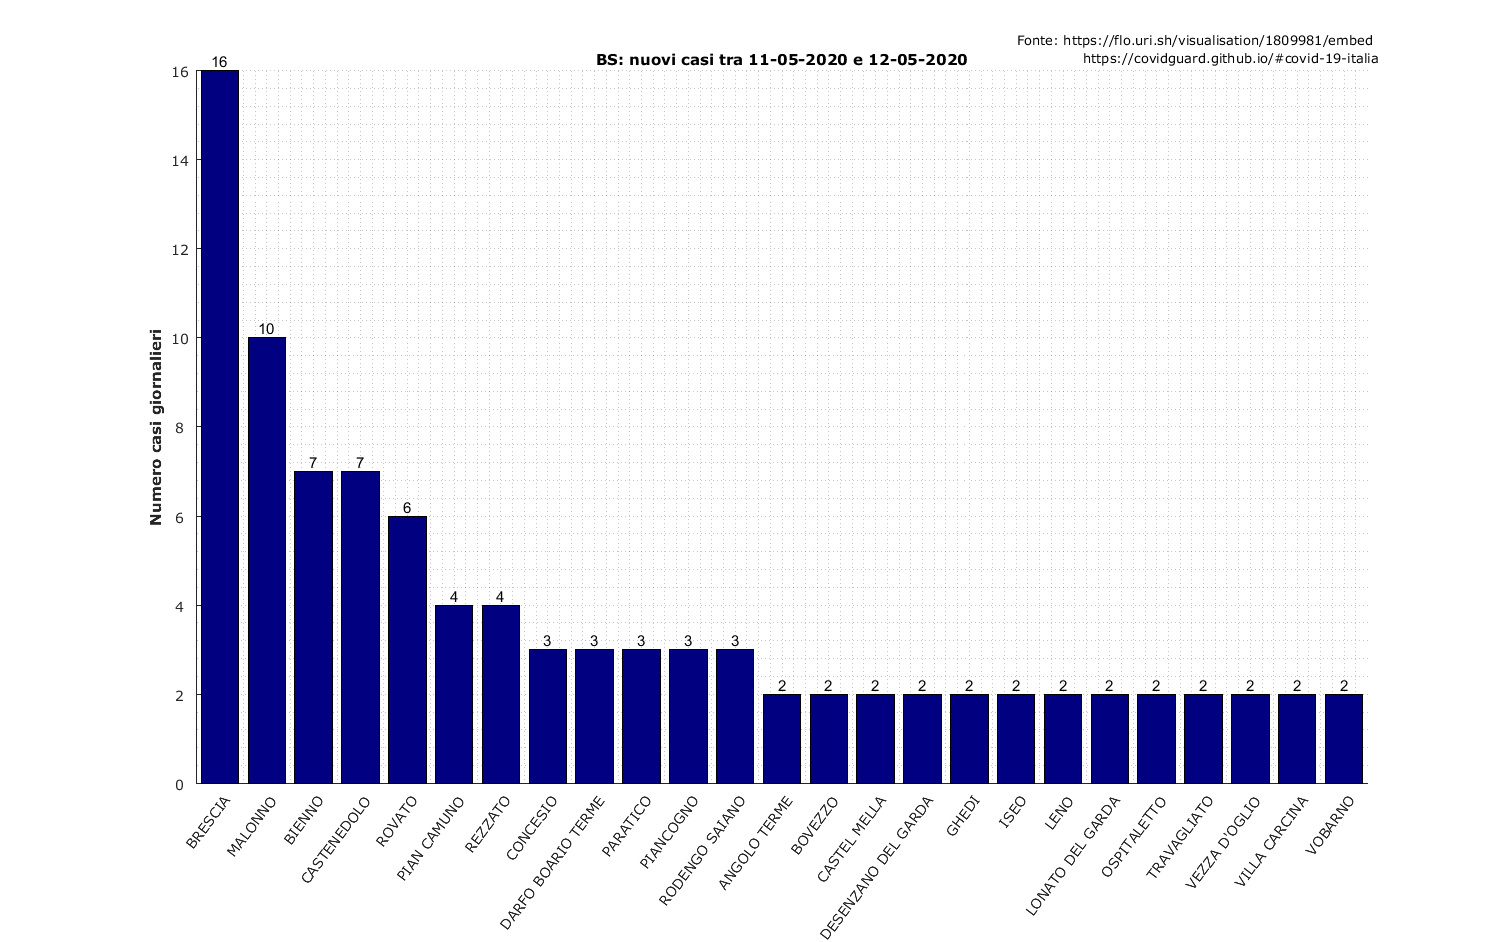 Fonte: https://flo.uri.sh/visualisation/1809981/embed
https://covidguard.github.io/#covid-19-italia
BS: nuovi casi tra 11-05-2020 e 12-05-2020
Numero casi giornalieri
16
14
12
10
8
6
4
2
0
16
10
7
7
6
4
4
3
3
3
3
3
2
2
2
2
2
2
2
2
2
2
2
2
2
BRESCIA
MALONNO
BIENNO
CASTENEDOLO
ROVATO
PIAN CAMUNO
REZZATO
CONCESIO
DARFO BOARIO TERME
PARATICO
PIANCOGNO
RODENGO SAIANO
ANGOLO TERME
BOVEZZO
CASTEL MELLA
DESENZANO DEL GARDA
GHEDI
ISEO
LENO
LONATO DEL GARDA
OSPITALETTO
TRAVAGLIATO
VEZZA D'OGLIO
VILLA CARCINA
VOBARNO